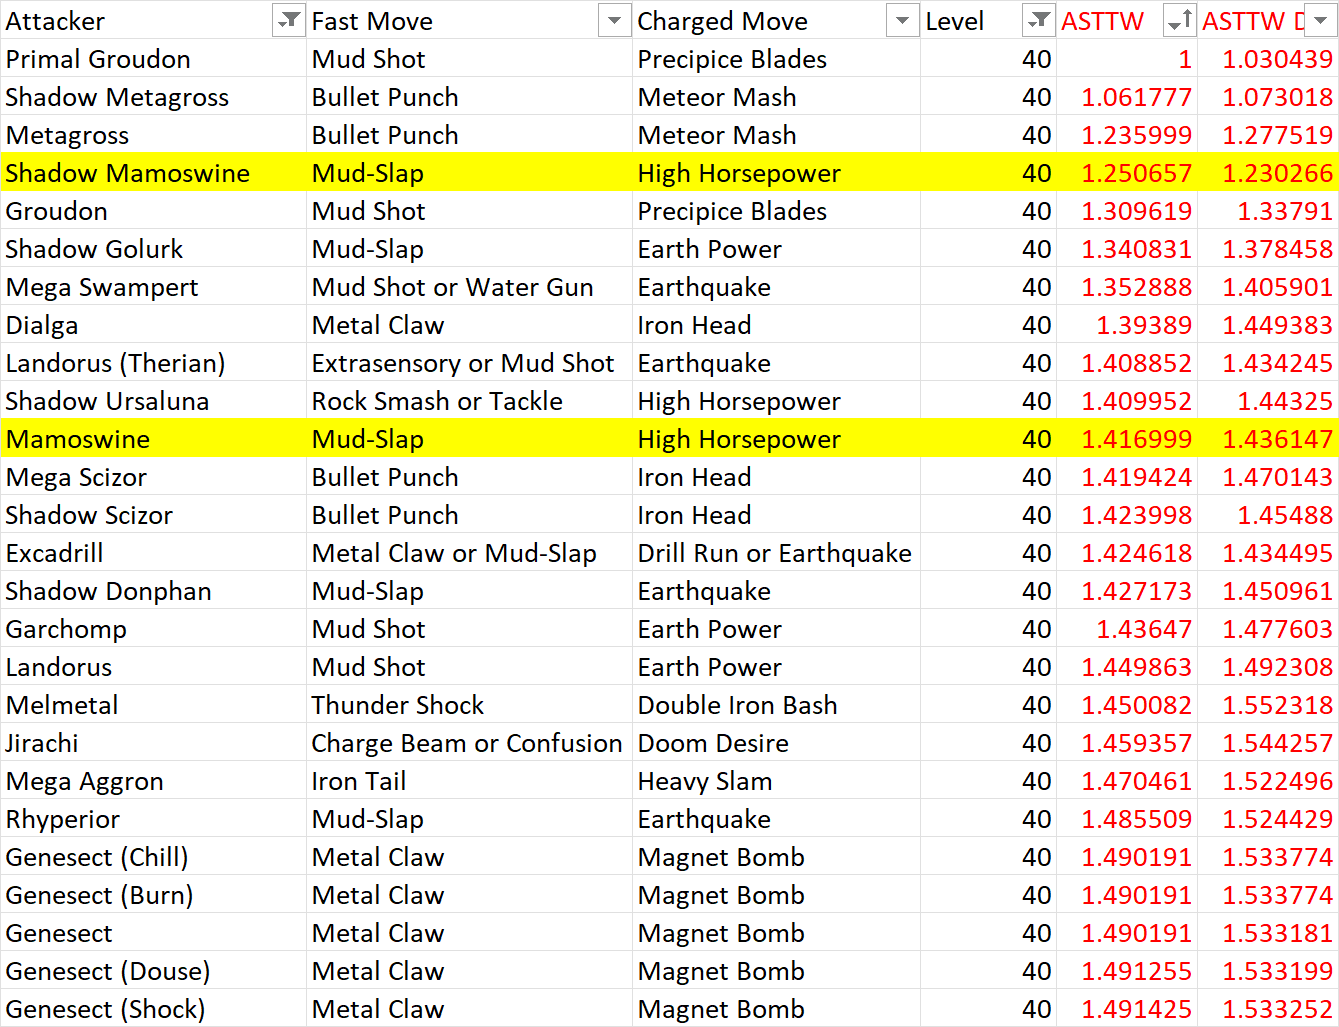 Attacker Fast Move Charged Move Level ASTTW ASTTW D
Primal Groudon Mud Shot Precipice Blades 40 1 1.030439
Shadow Metagross Bullet Punch Meteor Mash 40 1.061777 1.073018
Metagross Bullet Punch Meteor Mash 40 1.235999 1.277519
Shadow Mamoswine Mud-Slap High Horsepower 40 1.250657 1.230266
Groudon Mud Shot Precipice Blades 40 1.309619 1.33791
Shadow Golurk Mud-Slap Earth Power 40 1.340831 1.378458
Mega Swampert Mud Shot or Water Gun Earthquake 40 1.352888 1.405901
Dialga Metal Claw Iron Head 40 1.39389 1.449383
Landorus (Therian) Extrasensory or Mud Shot Earthquake 40 1.408852 1.434245
Shadow Ursaluna Rock Smash or Tackle High Horsepower 40 1.409952 1.44325
Mamoswine Mud-Slap High Horsepower 40 1.416999 1.436147
Mega Scizor Bullet Punch Iron Head 40 1.419424 1.470143
Shadow Scizor Bullet Punch Iron Head 40 1.423998 1.45488
Excadrill Metal Claw or Mud-Slap Drill Run or Earthquake 40 1.424618 1.434495
Shadow Donphan Mud-Slap Earthquake 40 1.427173 1.450961
Garchomp Mud Shot Earth Power 40 1.43647 1.477603
Landorus Mud Shot Earth Power 40 1.449863 1.492308
Melmetal Thunder Shock Double Iron Bash 40 1.450082 1.552318
Jirachi Charge Beam or Confusion Doom Desire 40 1.459357 1.544257
Mega Aggron Iron Tail Heavy Slam 40 1.470461 1.522496
Rhyperior Mud-Slap Earthquake 40 1.485509 1.524429
Genesect (Chill) Metal Claw Magnet Bomb 40 1.490191 1.533774
Genesect (Burn) Metal Claw Magnet Bomb 40 1.490191 1.533774
Genesect Metal Claw Magnet Bomb 40 1.490191 1.533181
Genesect (Douse) Metal Claw Magnet Bomb 40 1.491255 1.533199
Genesect (Shock) Metal Claw Magnet Bomb 40 1.491425 1.533252